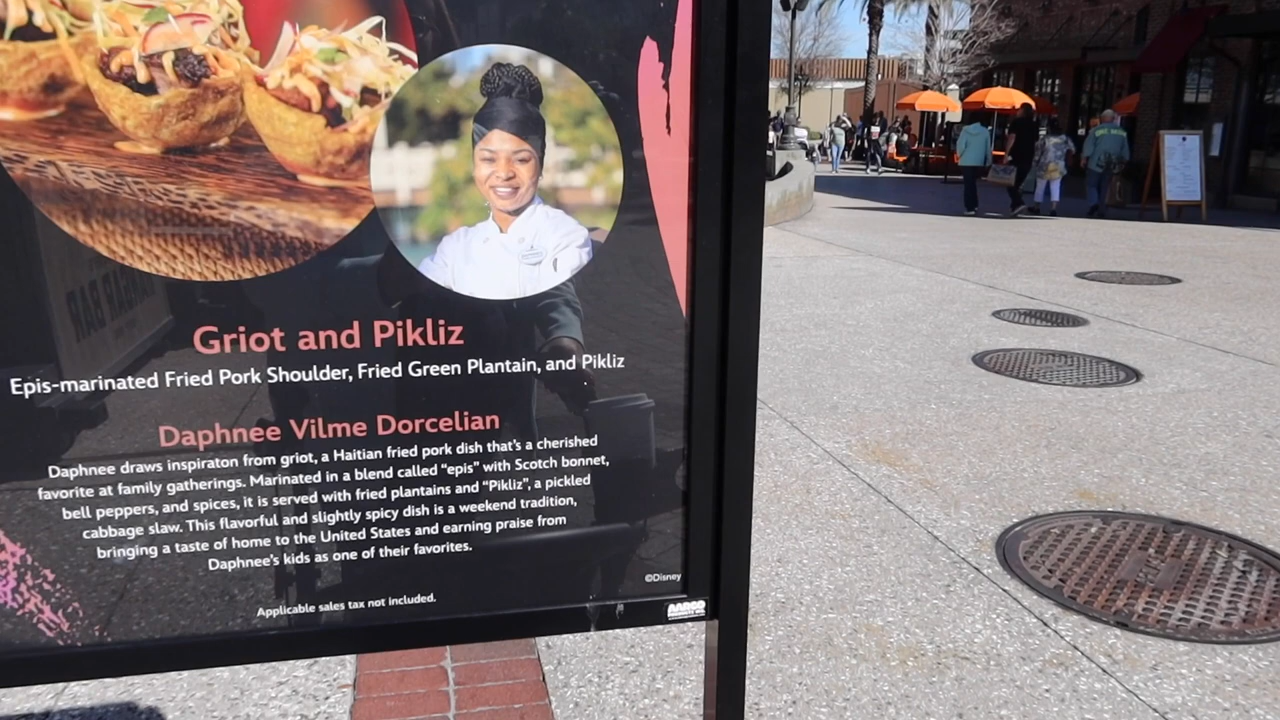 Griot and Pikliz
Epis-marinated Fried Pork Shoulder, Fried Green Plantain, and Pikliz
Daphnee Vilme Dorcelian
Daphnee draws inspiraton from griot, a Haitian fried pork dish that's a cherished
favorite at family gatherings. Marinated in a blend called “epis” with Scotch bonnet,
bell peppers, and spices, it is served with fried plantains and “Pikliz”, a pickled
cabbage slaw. This flavorful and slightly spicy dish is a weekend tradition,
bringing a taste of home to the United States and earning praise from
Daphnee's kids as one of their favorites.
©Disney
Applicable sales tax not included.
AARCO
HANGAR BAR